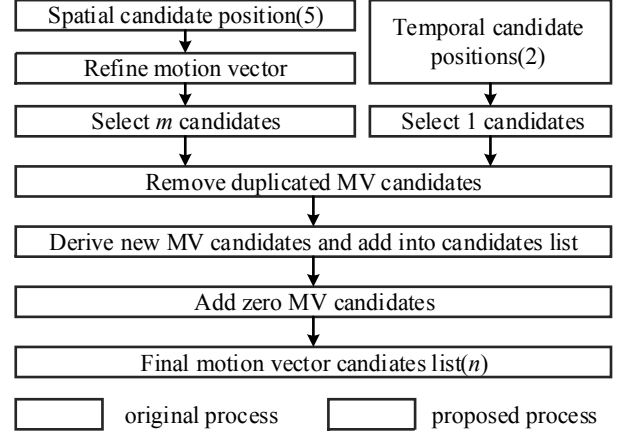 Spatial candidate position(5)
Temporal candidate
positions(2)
Refine motion vector
Select m candidates
Select 1 candidates
Remove duplicated MV candidates
Derive new MV candidates and add into candidates list
Add zero MV candidates
Final motion vector candiates list(n)
original process
proposed process